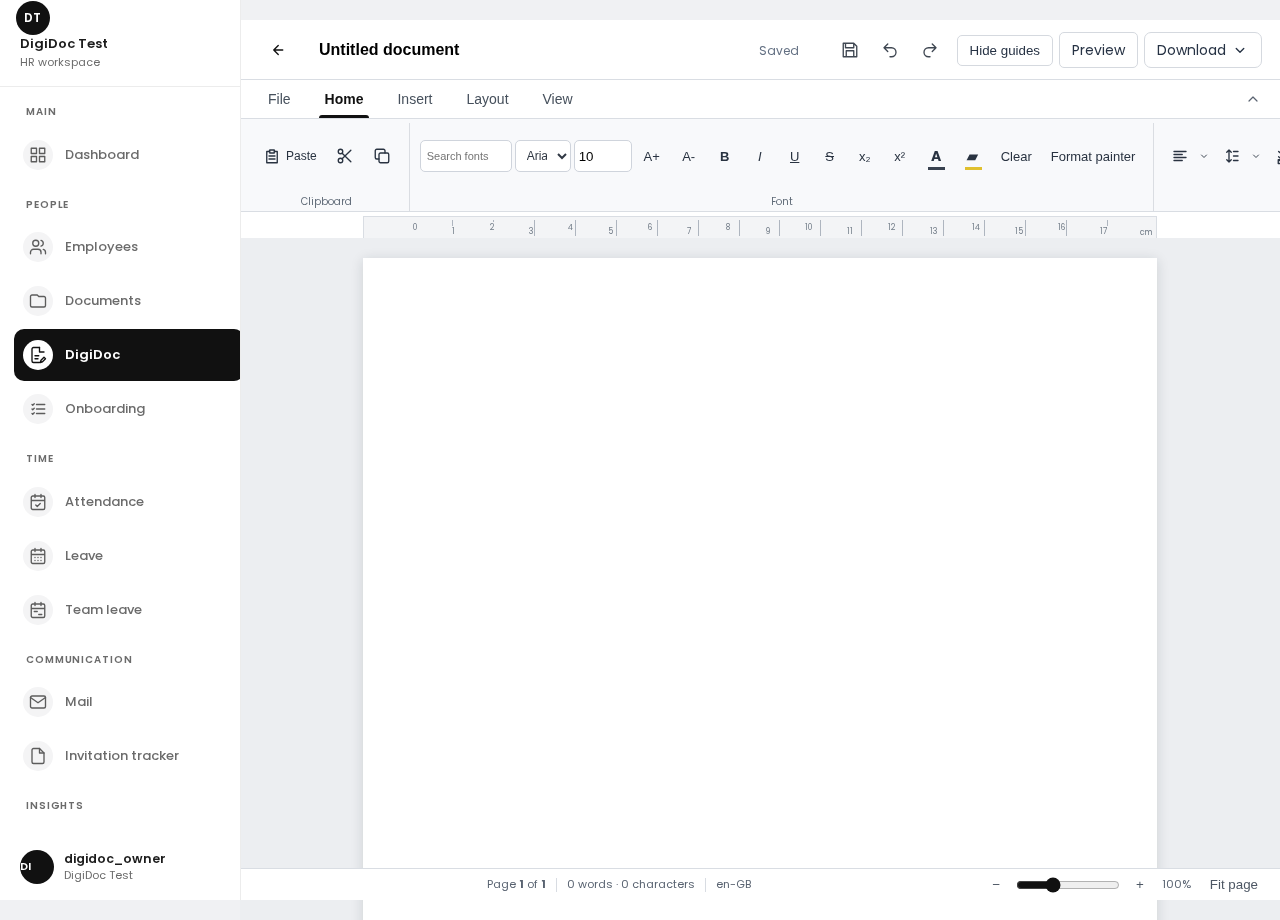 DT
DigiDoc Test
HR workspace
MAIN
Dashboard
PEOPLE
Employees
Documents
DigiDoc
Onboarding
TIME
Attendance
Leave
Team leave
COMMUNICATION
Mail
Invitation tracker
INSIGHTS
DI
digidoc_owner
DigiDoc Test
Untitled document
Saved
Hide guides
Preview
Download
File Home Insert Layout View
Paste
Clipboard
Search fonts Aria 10 A+ A- B I U S x₂ x² A Clear Format painter
Font
0 1 2 3 4 5 6 7 8 9 10 11 12 13 14 15 16 17 cm
Page 1 of 1 0 words · 0 characters en-GB
− + 100% Fit page